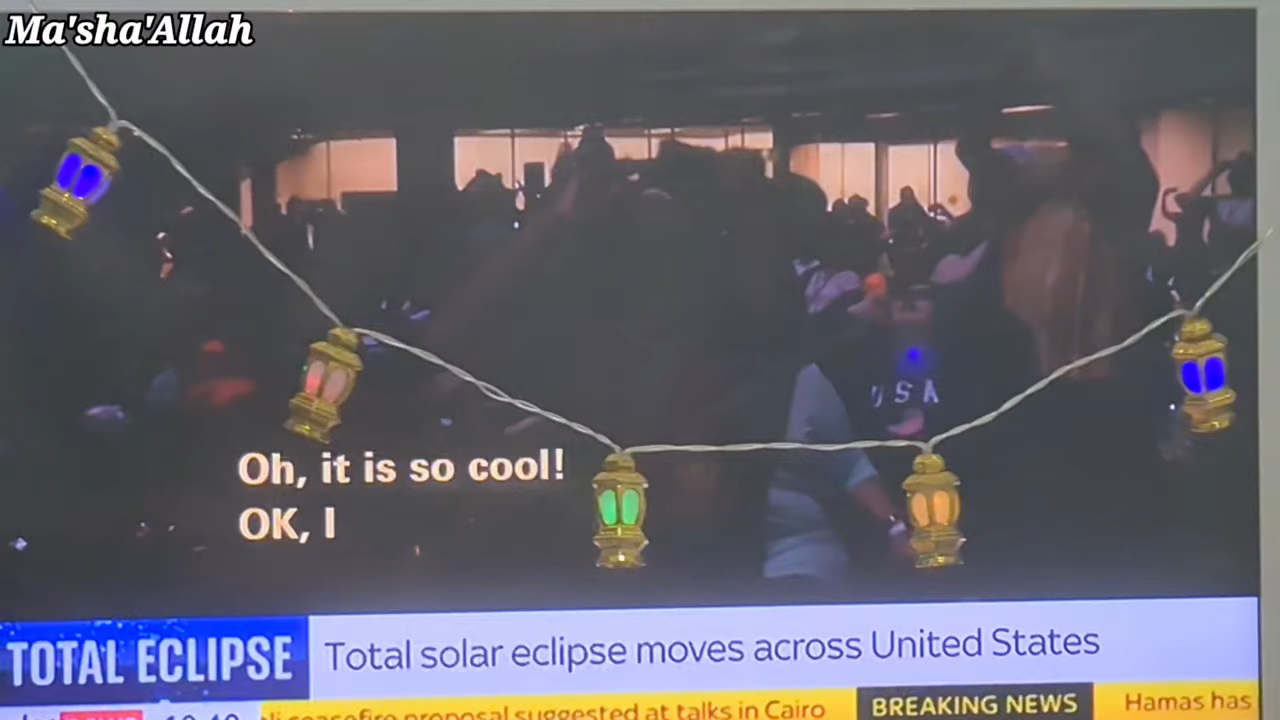 Ma'sha'Allah
USA
Oh, it is so cool!
OK, I
TOTAL ECLIPSE
Total solar eclipse moves across United States
proposal suggested at talks in Cairo
BREAKING NEWS
Hamas has